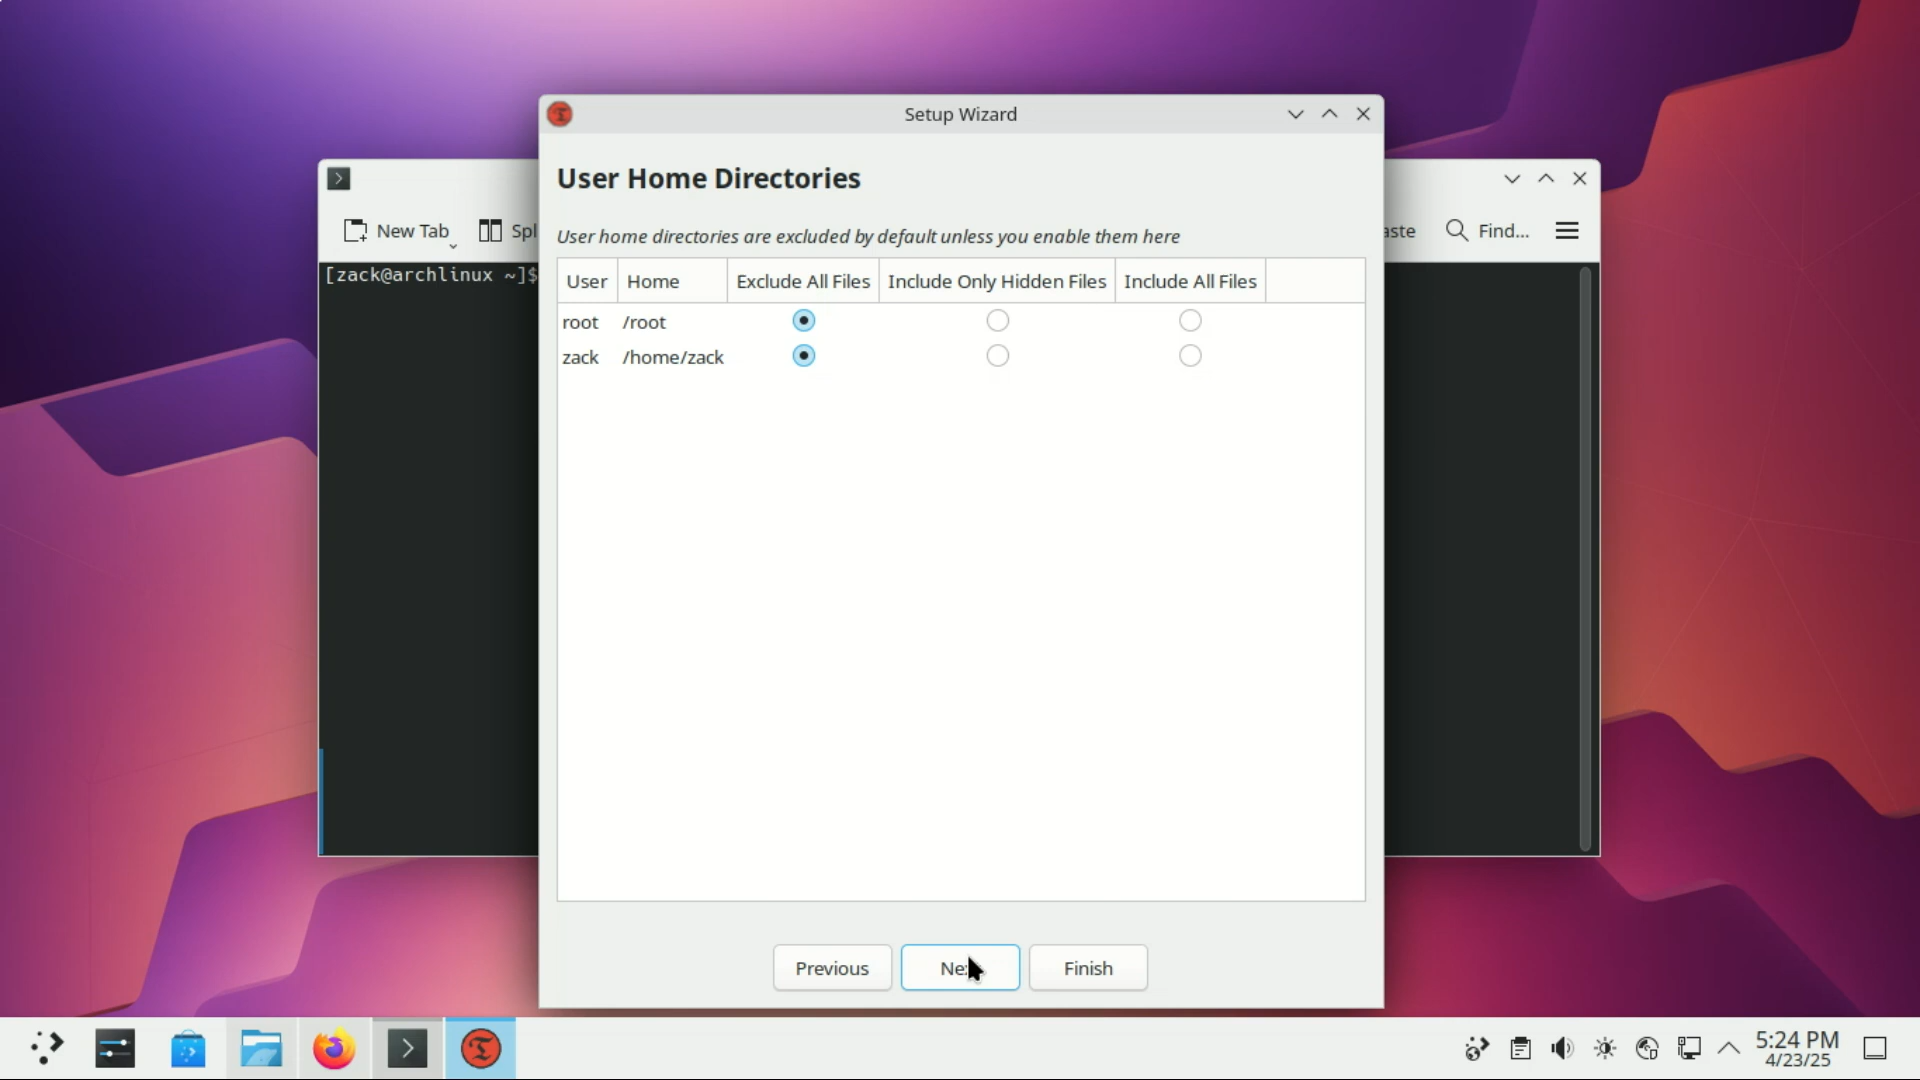 Setup Wizard
User Home Directories
New Tab
Spl
aste
Find...
User home directories are excluded by default unless you enable them here
User Home Exclude All Files Include Only Hidden Files Include All Files
[zack@archlinux ~]$
root /root
zack /home/zack
Previous
Finish
5:24 PM
4/23/25